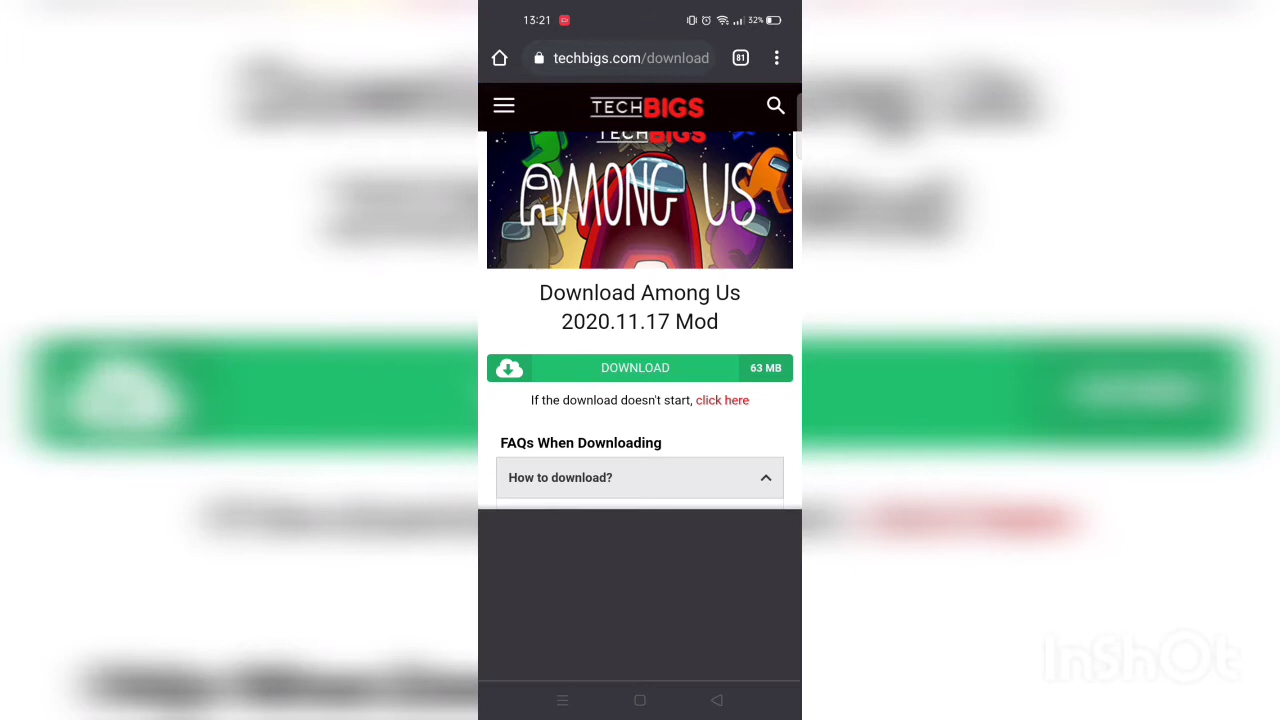 13:21
32%
techbigs.com/download
81
TECHBIGS
TECHBIGS
AMONG US
Download Among Us
2020.11.17 Mod
DOWNLOAD
63 MB
If the download doesn't start, click here
FAQs When Downloading
How to download?
InShOt